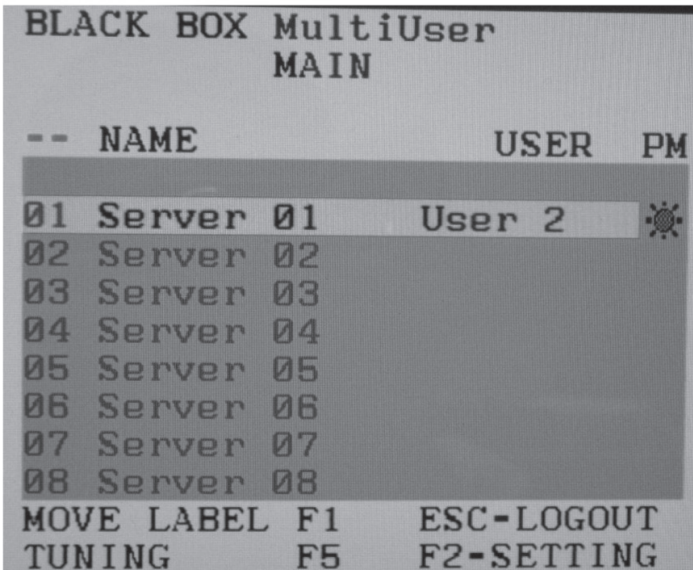 BLACK BOX MultiUser
MAIN
-- NAME USER PM
01 Server 01 User 2
02 Server 02
03 Server 03
04 Server 04
05 Server 05
06 Server 06
07 Server 07
08 Server 08
MOVE LABEL F1 ESC-LOGOUT
TUNING F5 F2-SETTING